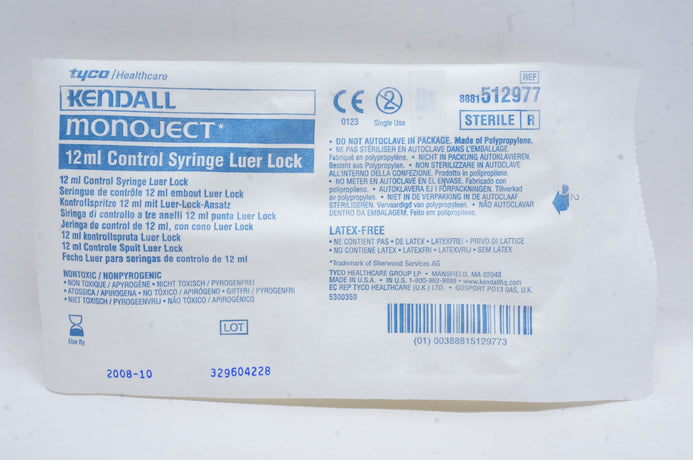 tyco / Healthcare
KENDALL
MONOJECT*
12 ml Control Syringe Luer Lock
12 ml Control Syringe Luer Lock
Seringue de contrôle 12 ml embout Luer Lock
Kontrollspritze 12 ml mit Luer-Lock-Ansatz
Siringa di controllo a tre anelli 12 ml punta Luer Lock
Jeringa de control de 12 ml, con cono Luer Lock
12 ml kontrollspruta Luer Lock
12 ml Controle Spuit Luer Lock
Fecho Luer para seringas de controlo de 12 ml
NONTOXIC / NONPYROGENIC
• NON TOXIQUE / APYROGÈNE • NICHT TOXISCH / PYROGENFREI
• ATOSSICA / APIROGENA • NO TÓXICO / APIRÓGENO • GIFTFRI / PYROGENFRI
• NIET TOXISCH / PYROGEENVRIJ • NÃO TÓXICO / APIROGÉNICO
Use By
LOT
2008-10
329604228
REF
8881512977
CE
0123
2
Single Use
STERILE R
• DO NOT AUTOCLAVE IN PACKAGE. Made of Polypropylene.
• NE PAS STÉRILISER EN AUTOCLAVE DANS L'EMBALLAGE.
Fabriqué en polypropylène. • NICHT IN PACKUNG AUTOKLAVIEREN.
Besteht aus Polypropylen. • NON STERILIZZARE IN AUTOCLAVE
ALL'INTERNO DELLA CONFEZIONE. Prodotto in polipropilene.
• NO METER EN AUTOCLAVE EN EL ENVASE. Fabricado con
polipropileno. • AUTOKLAVERA EJ I FÖRPACKNINGEN. Tillverkad
av polypropylen. • NIET IN DE VERPAKKING IN DE AUTOCLAAF
STERILISEREN. Vervaardigd van polypropyleen. • NÃO AUTOCLAVAR
DENTRO DA EMBALAGEM. Feito em polipropileno.
LATEX-FREE
• NE CONTIENT PAS • DE LATEX • LATEXFREI • PRIVO DI LATTICE
• NO CONTIENE LATEX • LATEXFRI • LATEXVRIJ • SEM LÁTEX
*Trademark of Sherwood Services AG
TYCO HEALTHCARE GROUP LP • MANSFIELD, MA 02048
MADE IN U.S.A. • IN U.S. 1-800-962-9888 • www.kendallhq.com
EC REP TYCO HEALTHCARE (U.K.) LTD. • GOSPORT PO13 0AS, U.K.
5300350
(01) 00388815129773